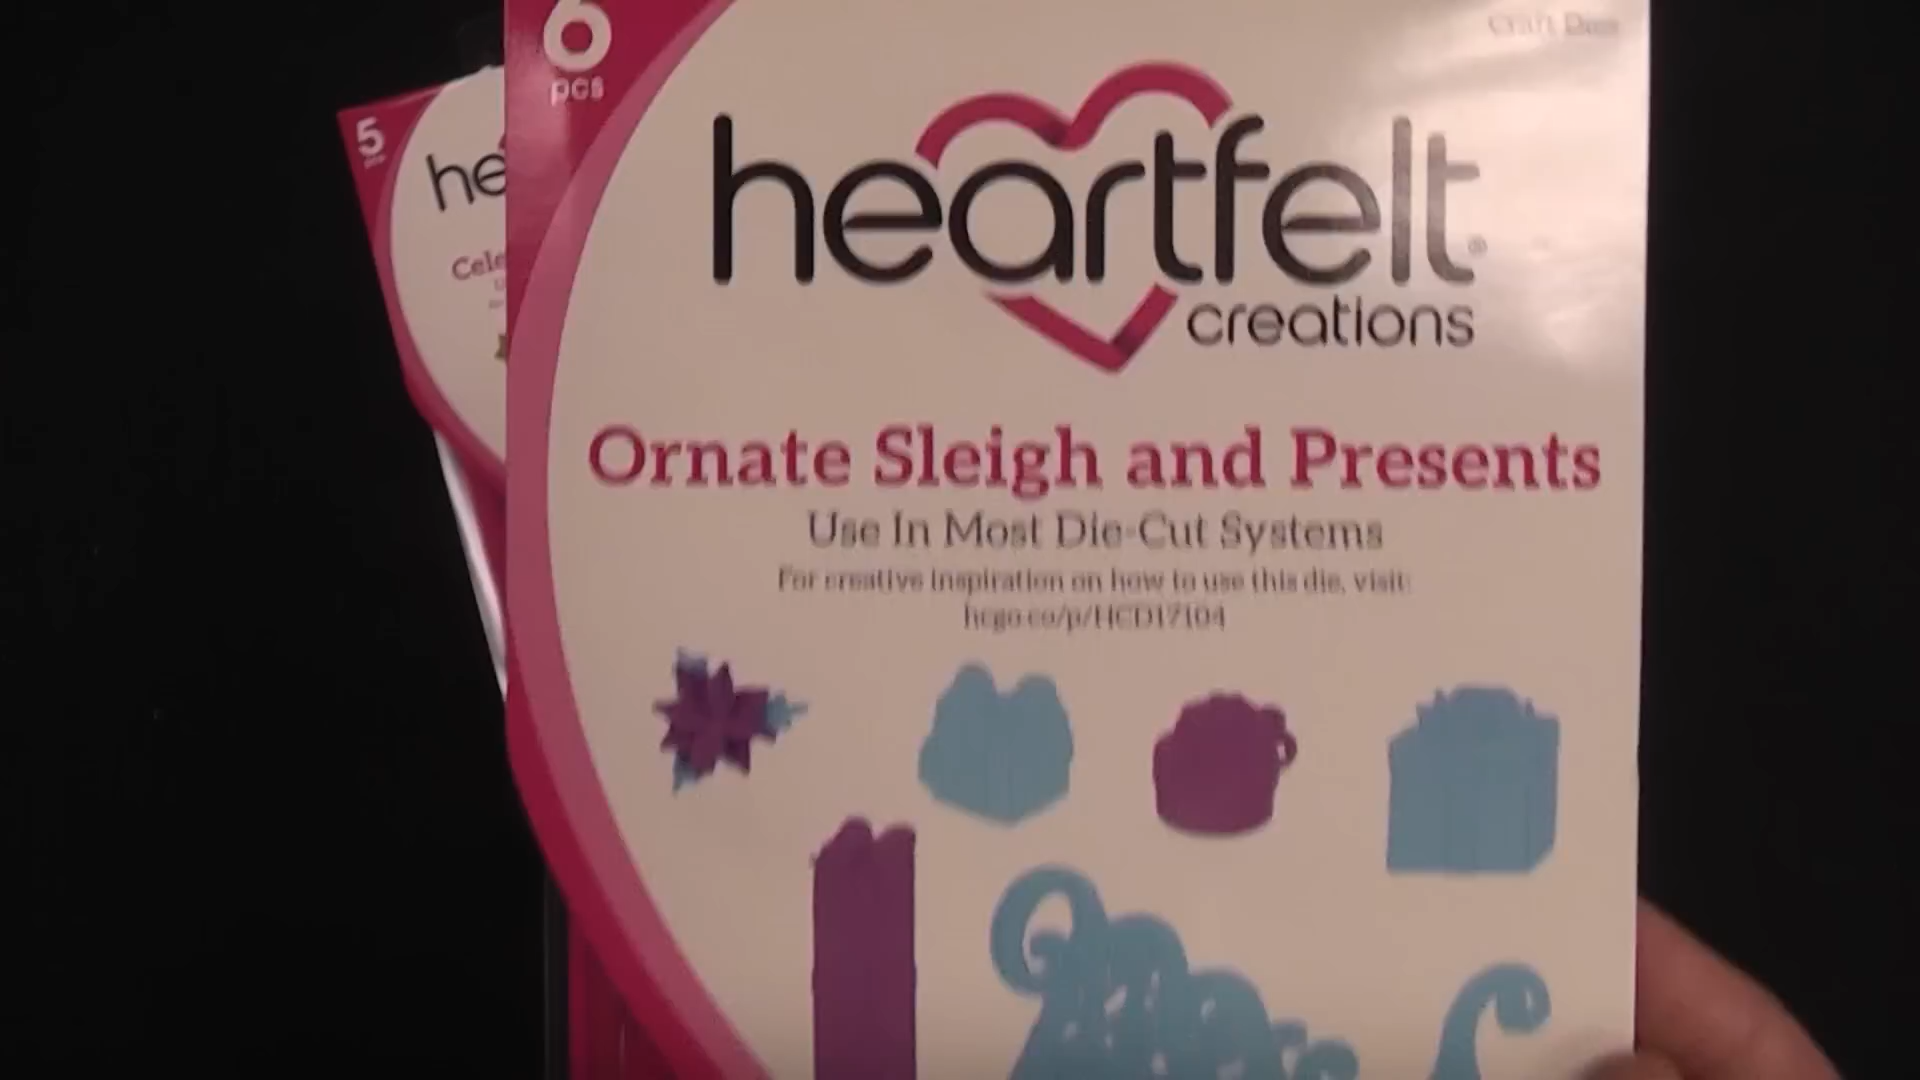 6
pcs
Craft Dies
heartfelt
creations
Ornate Sleigh and Presents
Use In Most Die-Cut Systems
For creative inspiration on how to use this die, visit:
hcgo.co/p/HCD17104
5
he
Cele